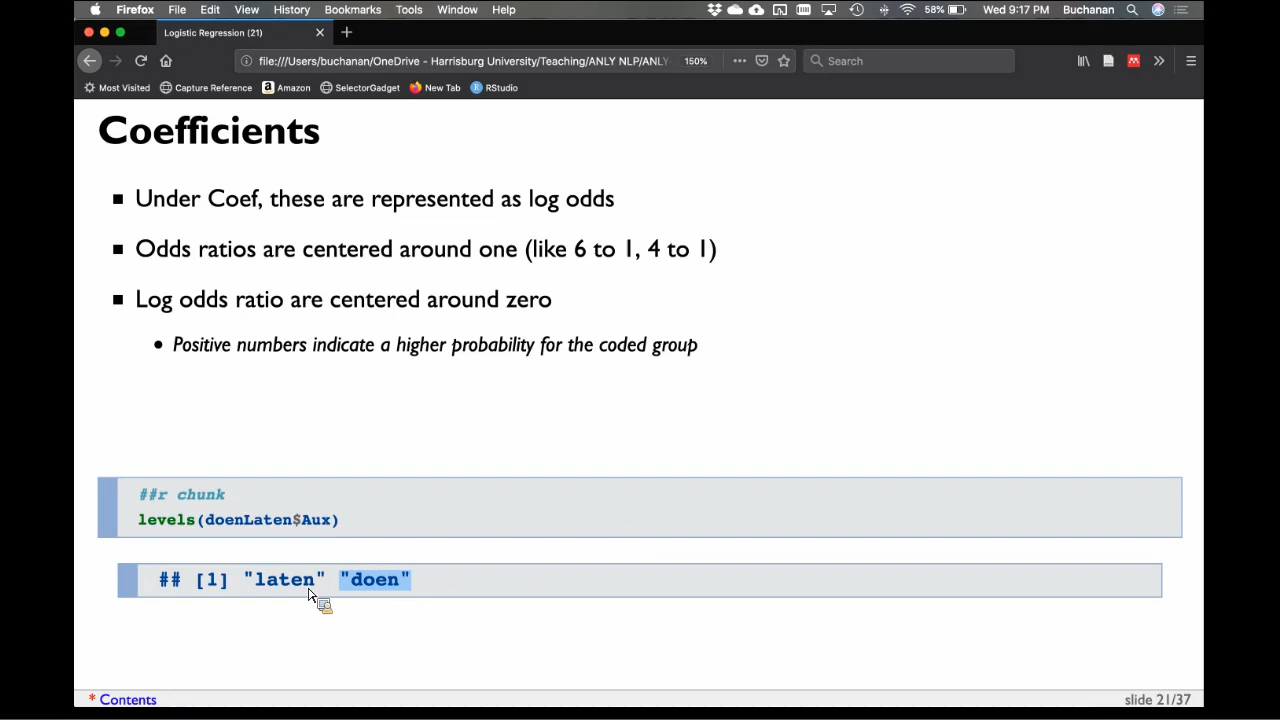 Firefox File Edit View History Bookmarks Tools Window Help 58% Wed 9:17 PM Buchanan
Logistic Regression (21)
file:///Users/buchanan/OneDrive - Harrisburg University/Teaching/ANLY NLP/ANLY- 150% Search
Most Visited Capture Reference Amazon SelectorGadget New Tab RStudio
Coefficients
Under Coef, these are represented as log odds
Odds ratios are centered around one (like 6 to 1, 4 to 1)
Log odds ratio are centered around zero
Positive numbers indicate a higher probability for the coded group
##r chunk
levels(doenLaten$Aux)
## [1] "laten" "doen"
* Contents
slide 21/37